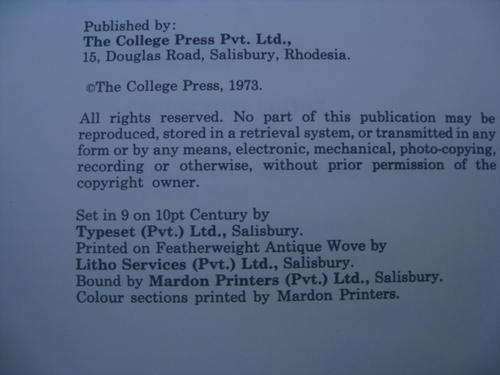 Published by:
The College Press Pvt. Ltd.,
15, Douglas Road, Salisbury, Rhodesia.
©The College Press, 1973.
All rights reserved. No part of this publication may be
reproduced, stored in a retrieval system, or transmitted in any
form or by any means, electronic, mechanical, photo-copying,
recording or otherwise, without prior permission of the
copyright owner.
Set in 9 on 10pt Century by
Typeset (Pvt.) Ltd., Salisbury.
Printed on Featherweight Antique Wove by
Litho Services (Pvt.) Ltd., Salisbury.
Bound by Mardon Printers (Pvt.) Ltd., Salisbury.
Colour sections printed by Mardon Printers.